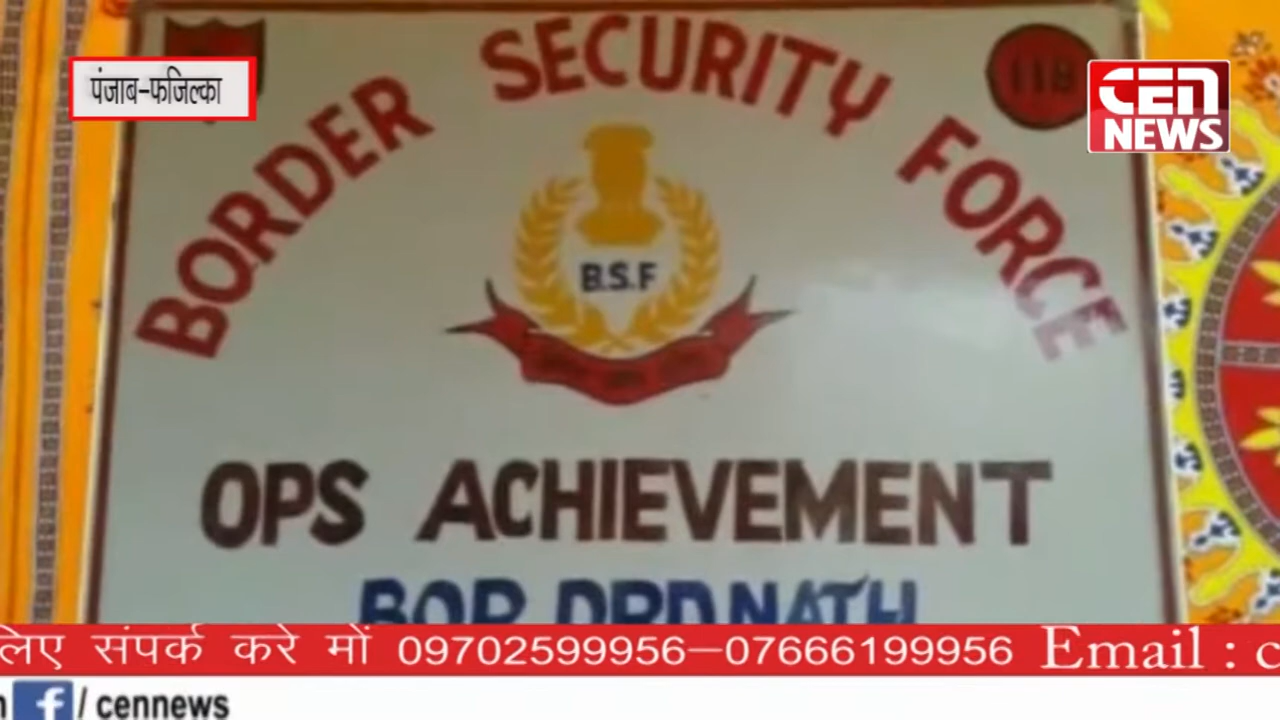 पंजाब-फजिल्का
118
CEN
NEWS
BORDER SECURITY FORCE
B.S.F
OPS ACHIEVEMENT
लिए संपर्क करे मों 09702599956-07666199956 Email : c
f / cennews